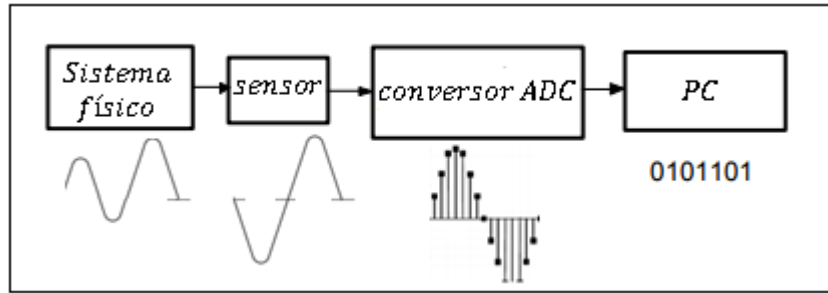 Sistema
físico
sensor
conversor ADC
PC
0101101